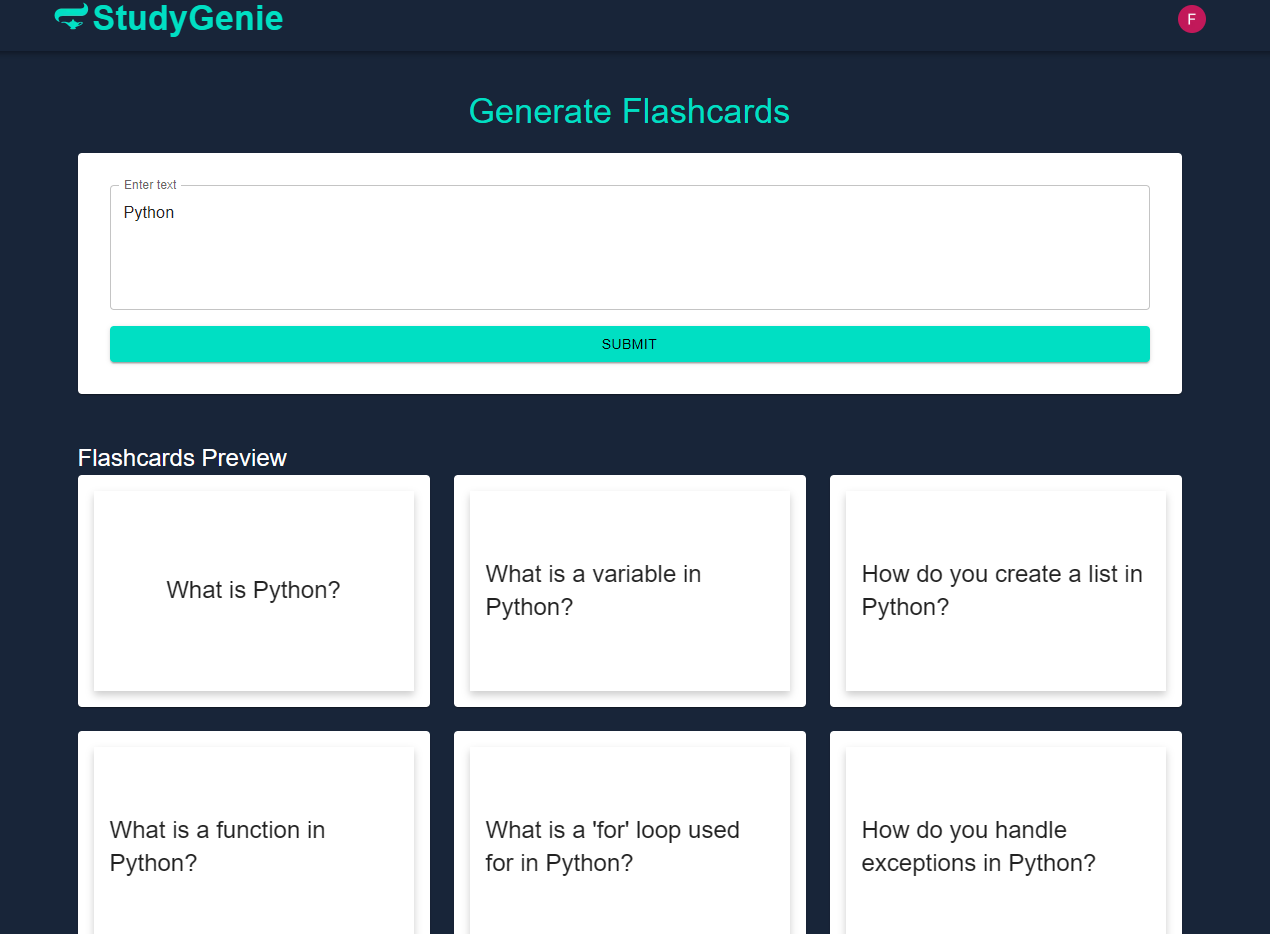 StudyGenie
F
Generate Flashcards
Enter text
Python
SUBMIT
Flashcards Preview
What is Python?
What is a variable in
Python?
How do you create a list in
Python?
What is a function in
Python?
What is a 'for' loop used
for in Python?
How do you handle
exceptions in Python?